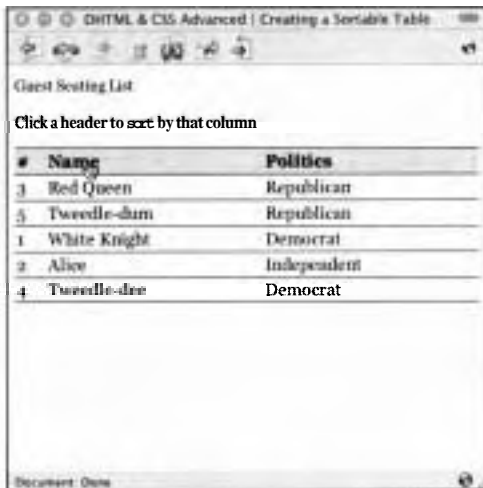 DHTML & CSS Advanced | Creating a Sortable Table
Guest Seating List
Click a header to sort by that column
# Name Politics
3 Red Queen Republican
5 Tweedle-dum Republican
1 White Knight Democrat
2 Alice Independent
4 Tweedle-dee Democrat
Document: Done